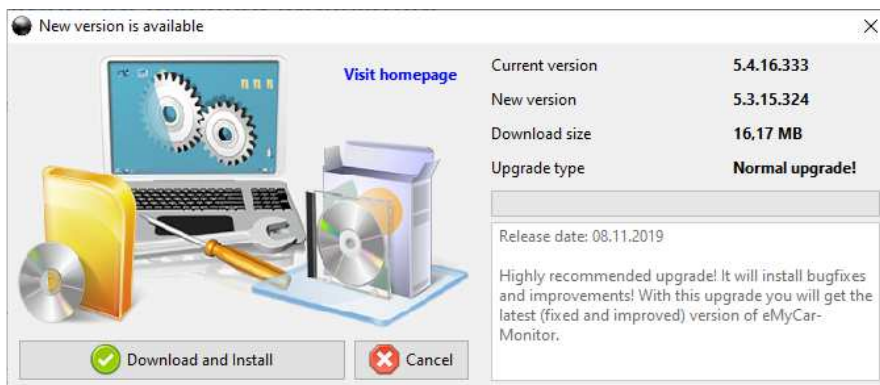 New version is available
Visit homepage
Current version 5.4.16.333
New version 5.3.15.324
Download size 16,17 MB
Upgrade type Normal upgrade!
Release date: 08.11.2019
Highly recommended upgrade! It will install bugfixes
and improvements! With this upgrade you will get the
latest (fixed and improved) version of eMyCar-
Monitor.
Download and Install
Cancel